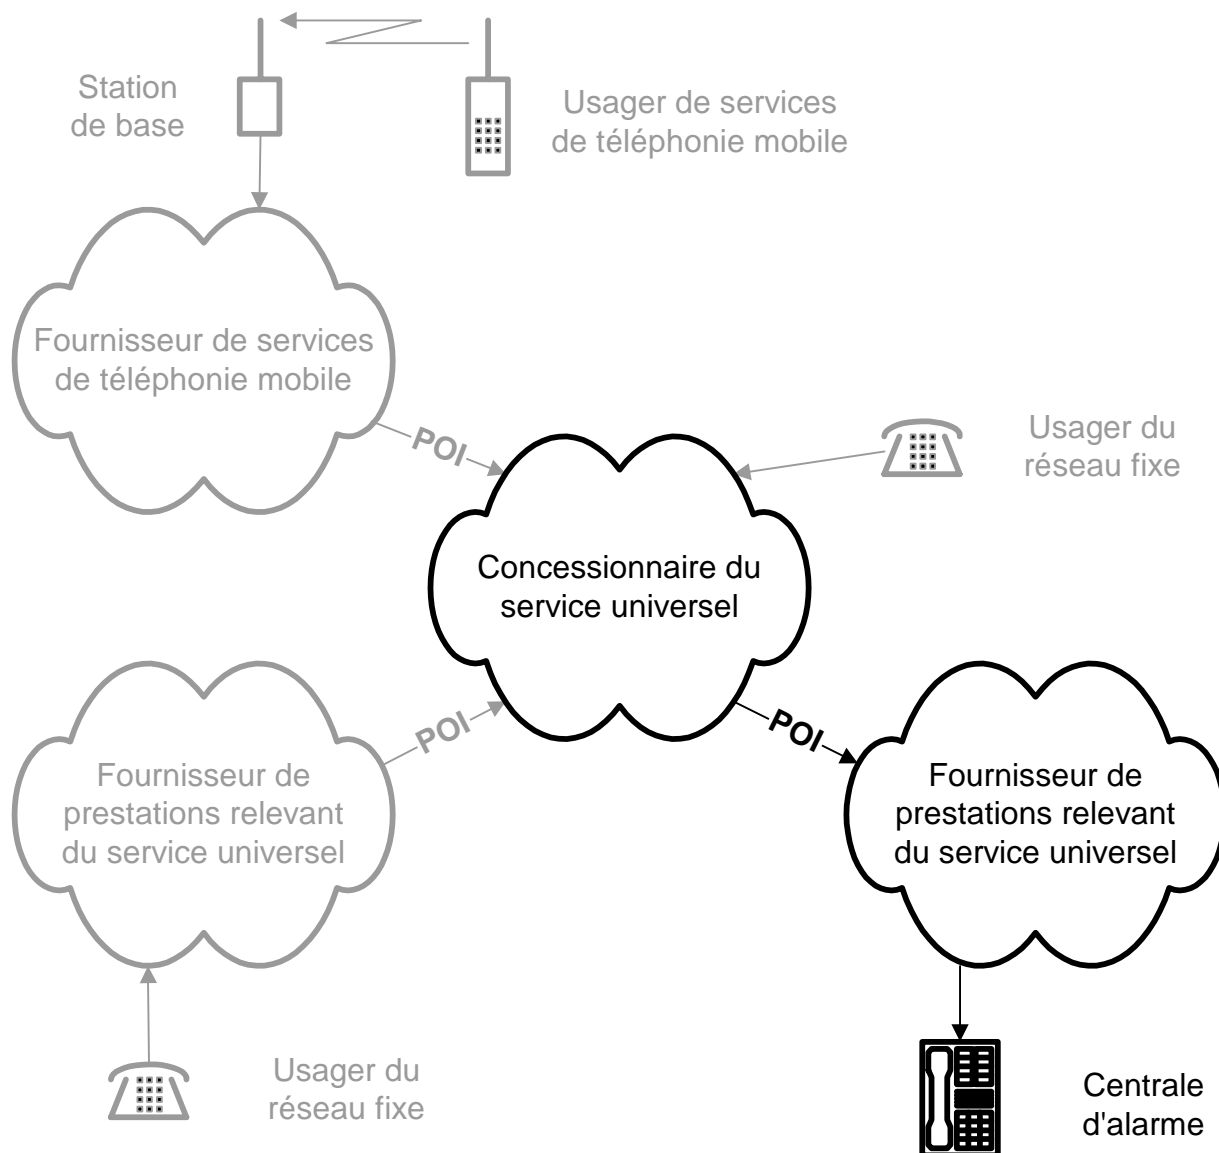 Station
de base
Usager de services
de téléphonie mobile
Fournisseur de services
de téléphonie mobile
POI
Usager du
réseau fixe
Concessionnaire du
service universel
POI
POI
Fournisseur de
prestations relevant
du service universel
Fournisseur de
prestations relevant
du service universel
Usager du
réseau fixe
Centrale
d'alarme